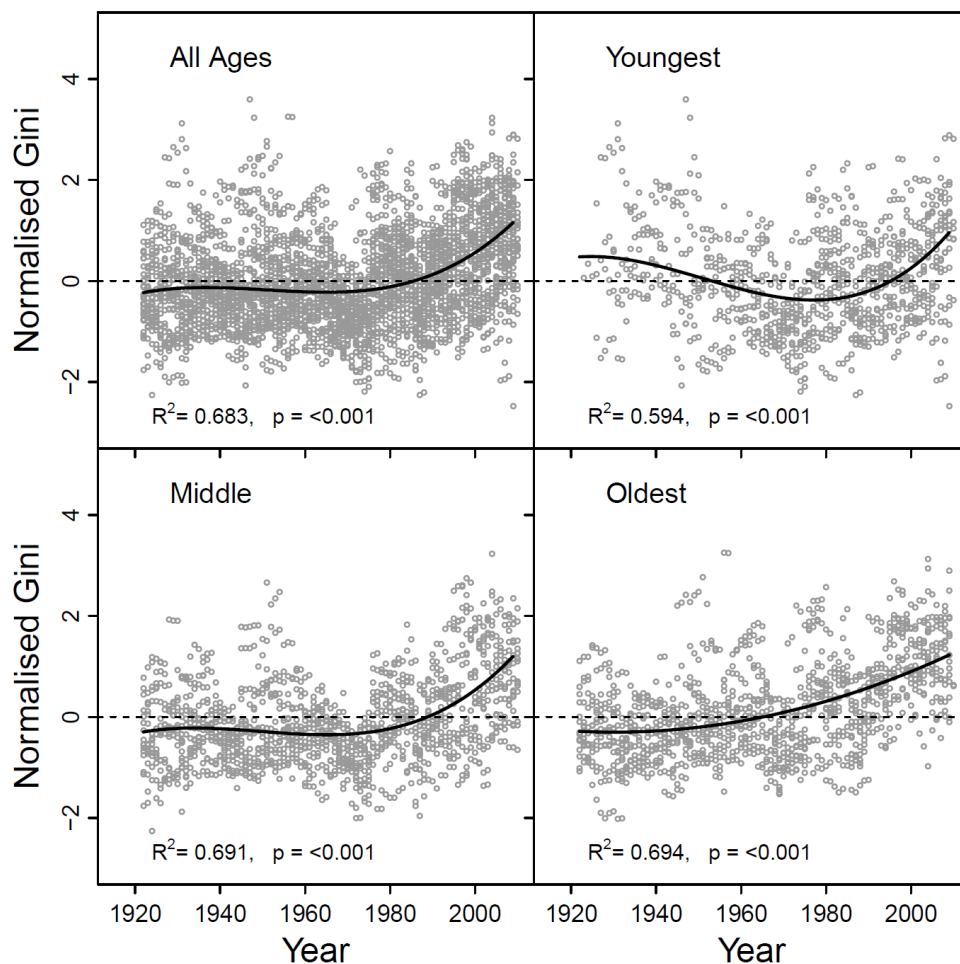 All Ages
Youngest
Normalised Gini
4
2
0
−2
R²= 0.683, p = <0.001
R²= 0.594, p = <0.001
Middle
Oldest
Normalised Gini
4
2
0
−2
R²= 0.691, p = <0.001
R²= 0.694, p = <0.001
1920 1940 1960 1980 2000
1920 1940 1960 1980 2000
Year
Year